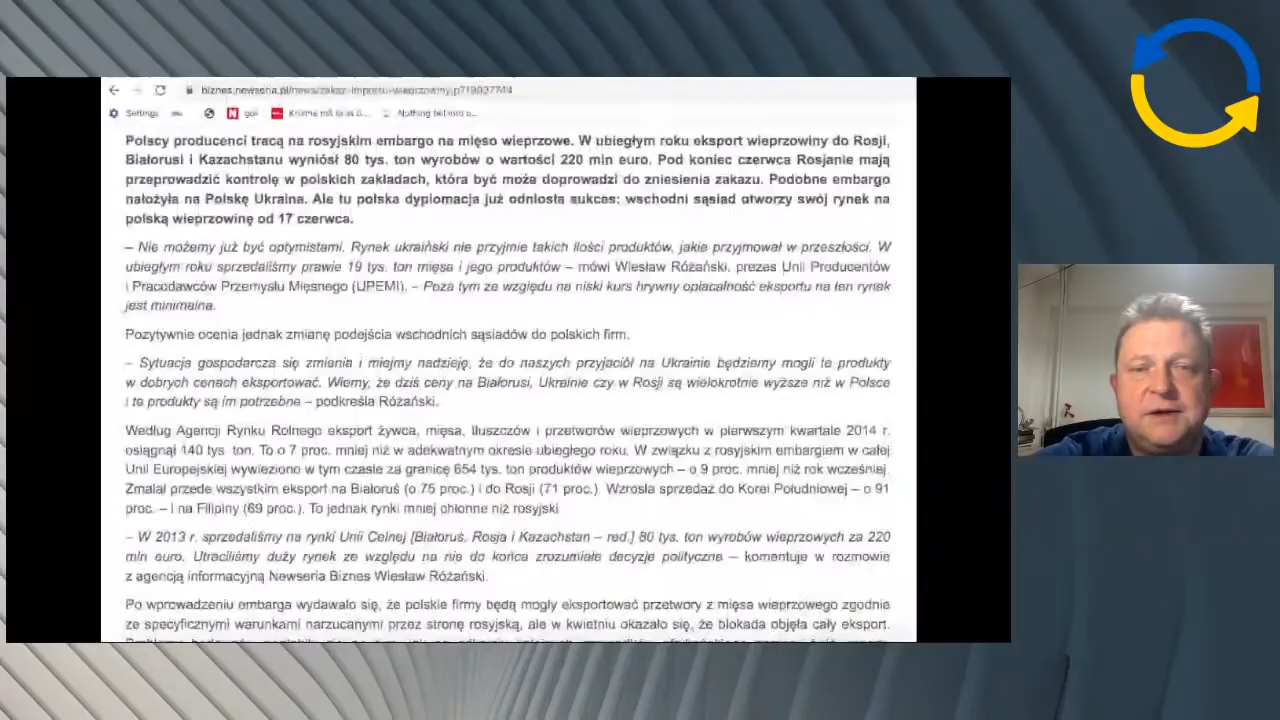 biznes.newseria.pl/news/zakaz-importu-wieprzowiny,p
Settings
Polscy producenci tracą na rosyjskim embargo na mięso wieprzowe. W ubiegłym roku eksport wieprzowiny do Rosji,
Białorusi i Kazachstanu wyniósł 80 tys. ton wyrobów o wartości 220 mln euro. Pod koniec czerwca Rosjanie mają
przeprowadzić kontrolę w polskich zakładach, która być może doprowadzi do zniesienia zakazu. Podobne embargo
nałożyła na Polskę Ukraina. Ale tu polska dyplomacja już odniosła sukces: wschodni sąsiad otworzy swój rynek na
polską wieprzowinę od 17 czerwca.
– Nie możemy już być optymistami. Rynek ukraiński nie przyjmie takich ilości produktów, jakie przyjmował w przeszłości. W
ubiegłym roku sprzedaliśmy prawie 19 tys. ton mięsa i jego produktów – mówi Wiesław Różański, prezes Unii Producentów
i Pracodawców Przemysłu Mięsnego (UPEMI). – Poza tym ze względu na niski kurs hrywny opłacalność eksportu na ten rynek
jest minimalna.
Pozytywnie ocenia jednak zmianę podejścia wschodnich sąsiadów do polskich firm.
– Sytuacja gospodarcza się zmienia i miejmy nadzieję, że do naszych przyjaciół na Ukrainie będziemy mogli te produkty
w dobrych cenach eksportować. Wiemy, że dziś ceny na Białorusi, Ukrainie czy w Rosji są wielokrotnie wyższe niż w Polsce
i te produkty są im potrzebne – podkreśla Różański.
Według Agencji Rynku Rolnego eksport żywca, mięsa, tłuszczów i przetworów wieprzowych w pierwszym kwartale 2014 r.
osiągnął 140 tys. ton. To o 7 proc. mniej niż w adekwatnym okresie ubiegłego roku. W związku z rosyjskim embargiem w całej
Unii Europejskiej wywieziono w tym czasie za granicę 654 tys. ton produktów wieprzowych – o 9 proc. mniej niż rok wcześniej.
Zmalał przede wszystkim eksport na Białoruś (o 75 proc.) i do Rosji (71 proc.). Wzrosła sprzedaż do Korei Południowej – o 91
proc. – i na Filipiny (69 proc.). To jednak rynki mniej chłonne niż rosyjski.
– W 2013 r. sprzedaliśmy na rynki Unii Celnej [Białoruś, Rosja i Kazachstan – red.] 80 tys. ton wyrobów wieprzowych za 220
mln euro. Utraciliśmy duży rynek ze względu na nie do końca zrozumiałe decyzje polityczne – komentuje w rozmowie
z agencją informacyjną Newseria Biznes Wiesław Różański.
Po wprowadzeniu embarga wydawało się, że polskie firmy będą mogły eksportować przetwory z mięsa wieprzowego zgodnie
ze specyficznymi warunkami narzucanymi przez stronę rosyjską, ale w kwietniu okazało się, że blokada objęła cały eksport.